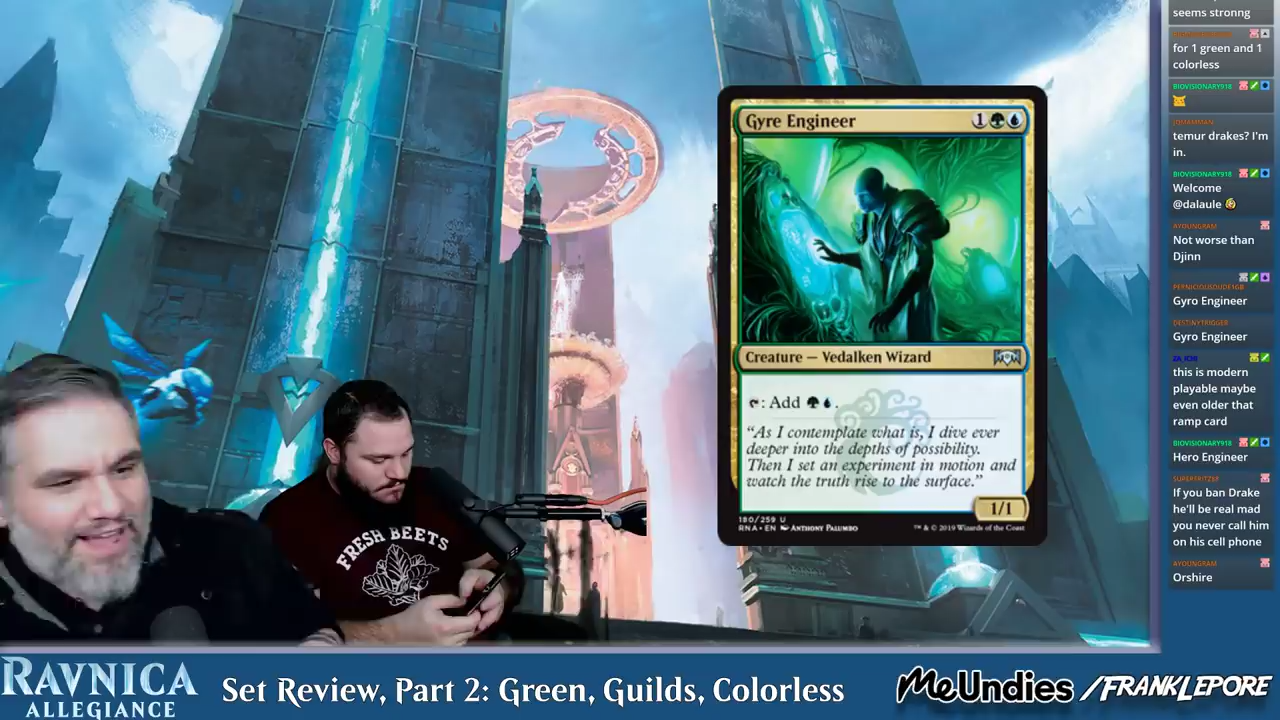 Gyre Engineer 1
Creature — Vedalken Wizard
: Add .
“As I contemplate what is, I dive ever
deeper into the depths of possibility.
Then I set an experiment in motion and
watch the truth rise to the surface.”
1/1
180/259 U
RNA • EN ANTHONY PALUMBO
™ & © 2019 Wizards of the Coast
FRESH BEETS
seems stronng
for 1 green and 1
colorless
BIOVISIONARY918
temur drakes? I'm
in.
BIOVISIONARY918
Welcome
@dalaule
AYOUNGRAM
Not worse than
Djinn
PERNICIOUSDUDE168
Gyro Engineer
DESTINYTRIGGER
Gyro Engineer
this is modern
playable maybe
even older that
ramp card
BIOVISIONARY918
Hero Engineer
SUPERFRITZ59
If you ban Drake
he'll be real mad
you never call him
on his cell phone
AYOUNGRAM
Orshire
RAVNICA
ALLEGIANCE
Set Review, Part 2: Green, Guilds, Colorless
MeUndies /FRANKLEPORE